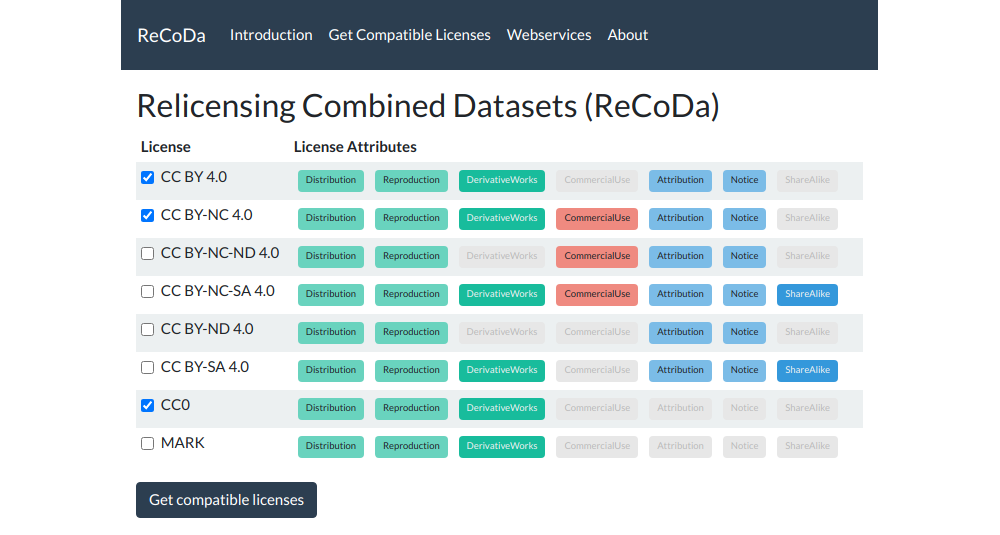 ReCoDa Introduction Get Compatible Licenses Webservices About
Relicensing Combined Datasets (ReCoDa)
License License Attributes
CC BY 4.0 Distribution Reproduction DerivativeWorks CommercialUse Attribution Notice ShareAlike
CC BY-NC 4.0 Distribution Reproduction DerivativeWorks CommercialUse Attribution Notice ShareAlike
CC BY-NC-ND 4.0 Distribution Reproduction DerivativeWorks CommercialUse Attribution Notice ShareAlike
CC BY-NC-SA 4.0 Distribution Reproduction DerivativeWorks CommercialUse Attribution Notice ShareAlike
CC BY-ND 4.0 Distribution Reproduction DerivativeWorks CommercialUse Attribution Notice ShareAlike
CC BY-SA 4.0 Distribution Reproduction DerivativeWorks CommercialUse Attribution Notice ShareAlike
CC0 Distribution Reproduction DerivativeWorks CommercialUse Attribution Notice ShareAlike
MARK Distribution Reproduction DerivativeWorks CommercialUse Attribution Notice ShareAlike
Get compatible licenses